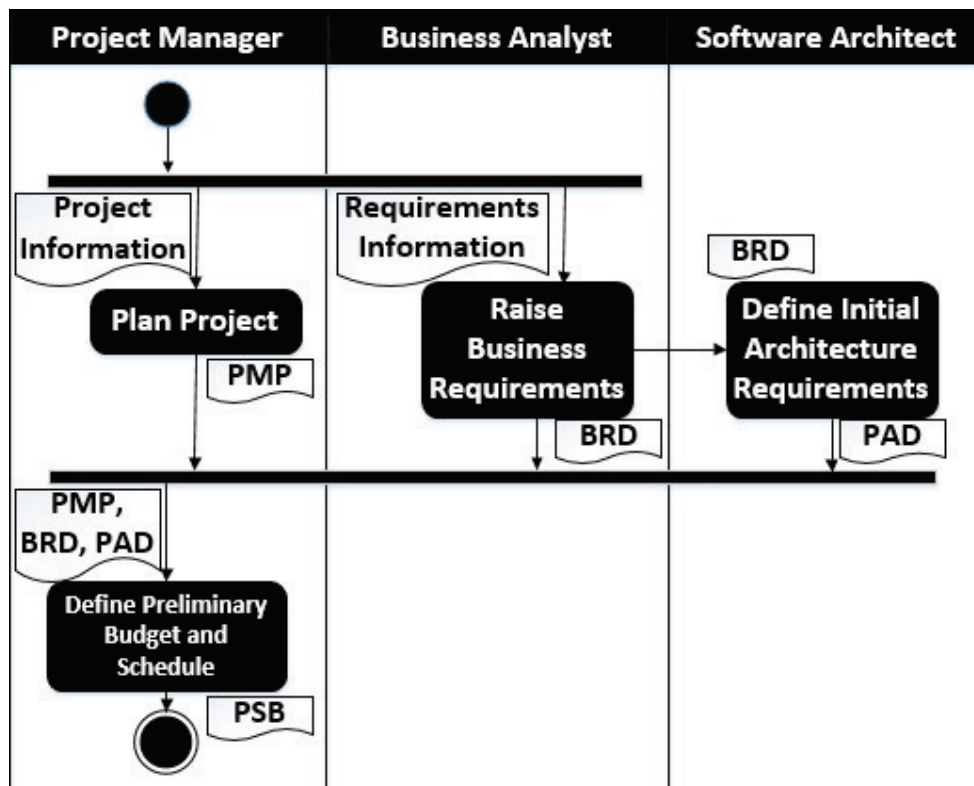 Project Manager
Business Analyst
Software Architect
Project
Information
Requirements
Information
BRD
Plan Project
Raise
Business
Requirements
Define Initial
Architecture
Requirements
PMP
BRD
PAD
PMP,
BRD, PAD
Define Preliminary
Budget and
Schedule
PSB